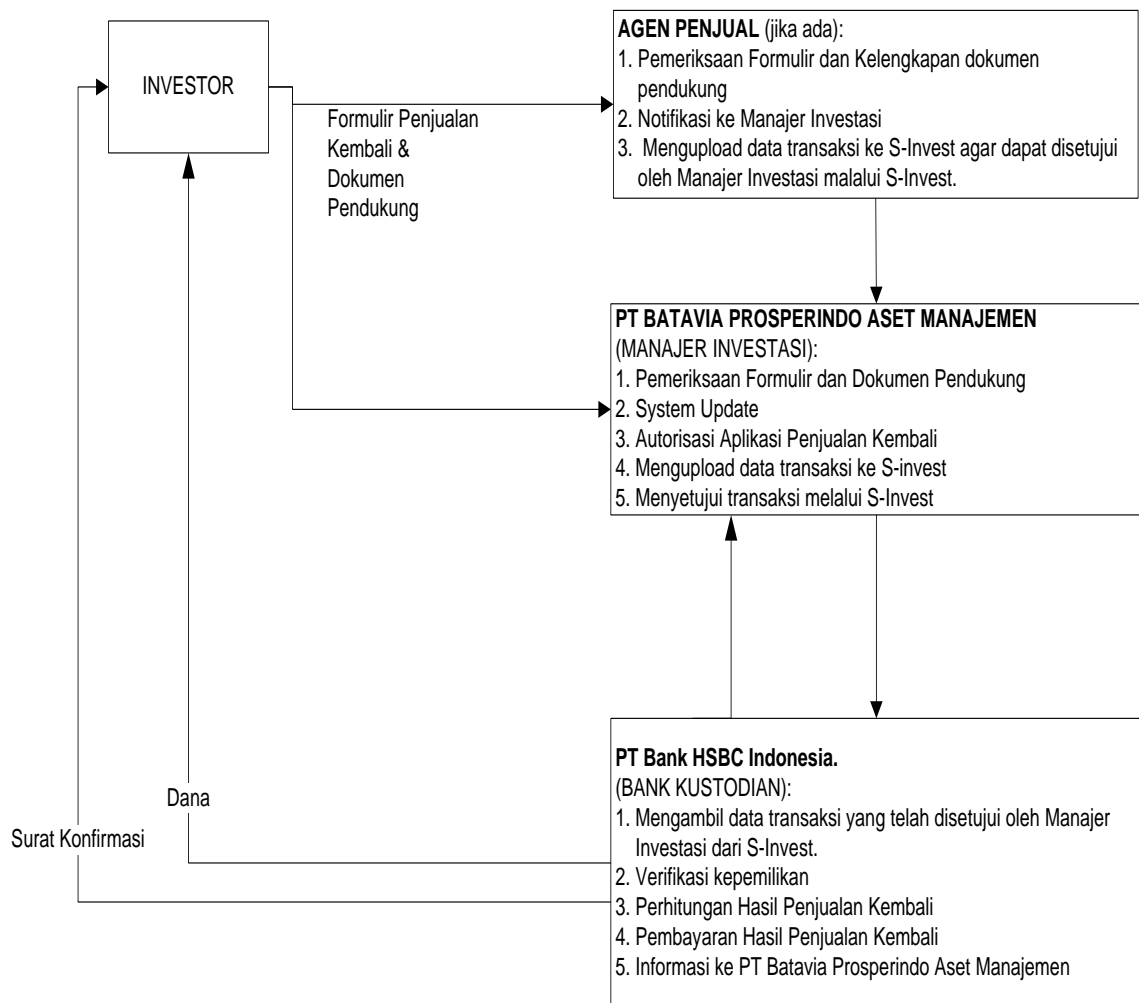 INVESTOR
Formulir Penjualan
Kembali &
Dokumen
Pendukung
AGEN PENJUAL (jika ada):
1. Pemeriksaan Formulir dan Kelengkapan dokumen
pendukung
2. Notifikasi ke Manajer Investasi
3. Mengupload data transaksi ke S-Invest agar dapat disetujui
oleh Manajer Investasi malalui S-Invest.
PT BATAVIA PROSPERINDO ASET MANAJEMEN
(MANAJER INVESTASI):
1. Pemeriksaan Formulir dan Dokumen Pendukung
2. System Update
3. Autorisasi Aplikasi Penjualan Kembali
4. Mengupload data transaksi ke S-invest
5. Menyetujui transaksi melalui S-Invest
PT Bank HSBC Indonesia.
(BANK KUSTODIAN):
1. Mengambil data transaksi yang telah disetujui oleh Manajer
Investasi dari S-Invest.
2. Verifikasi kepemilikan
3. Perhitungan Hasil Penjualan Kembali
4. Pembayaran Hasil Penjualan Kembali
5. Informasi ke PT Batavia Prosperindo Aset Manajemen
Dana
Surat Konfirmasi